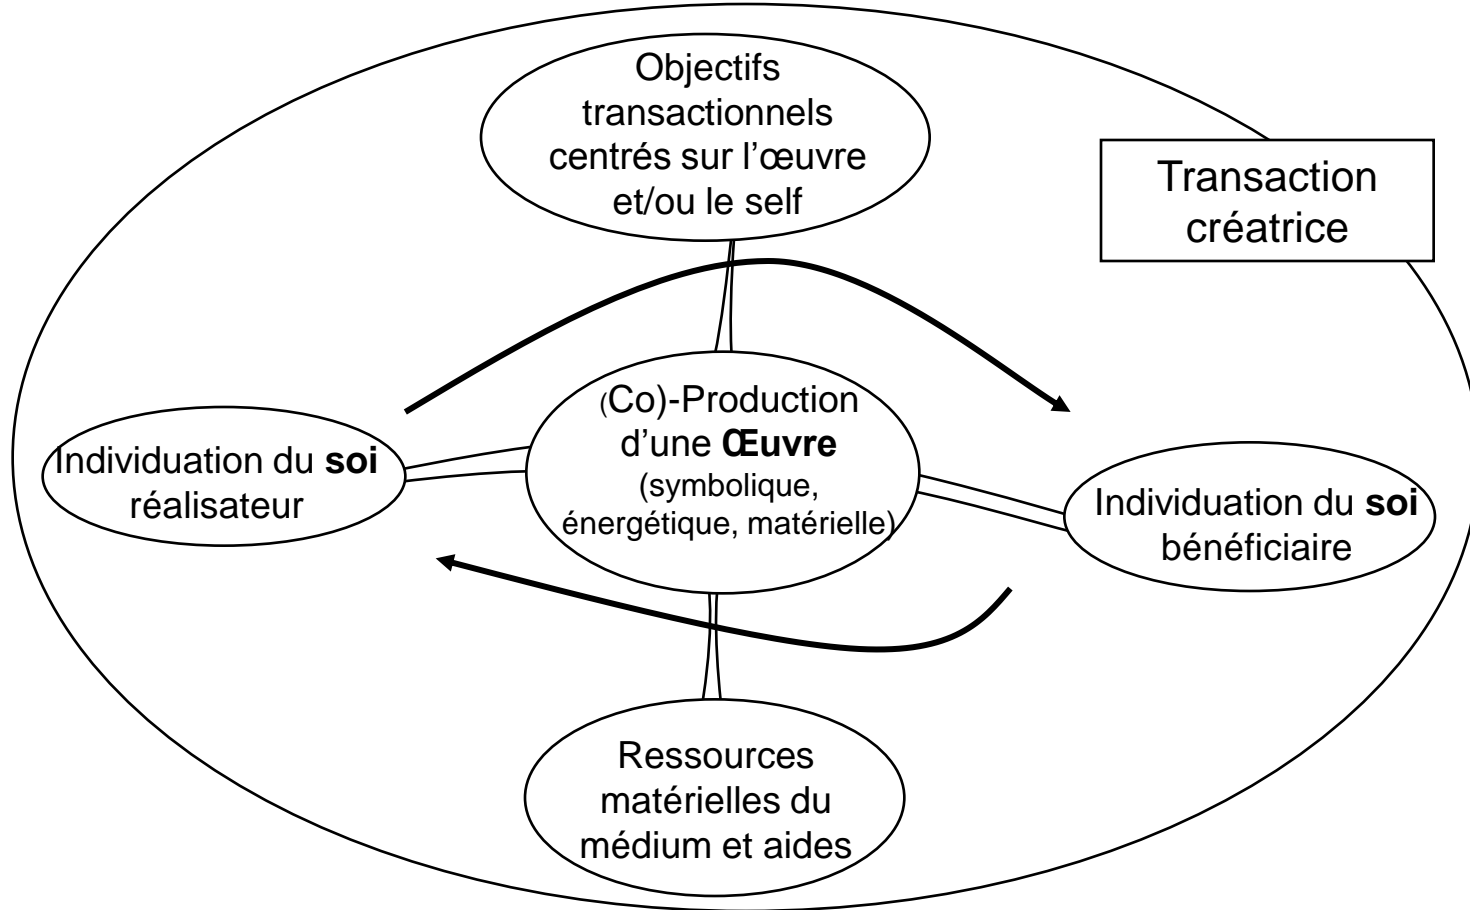 Objectifs
transactionnels
centrés sur l’œuvre
et/ou le self
Transaction
créatrice
(Co)-Production
d’une Œuvre
(symbolique,
énergétique, matérielle)
Individuation du soi
réalisateur
Individuation du soi
bénéficiaire
Ressources
matérielles du
médium et aides